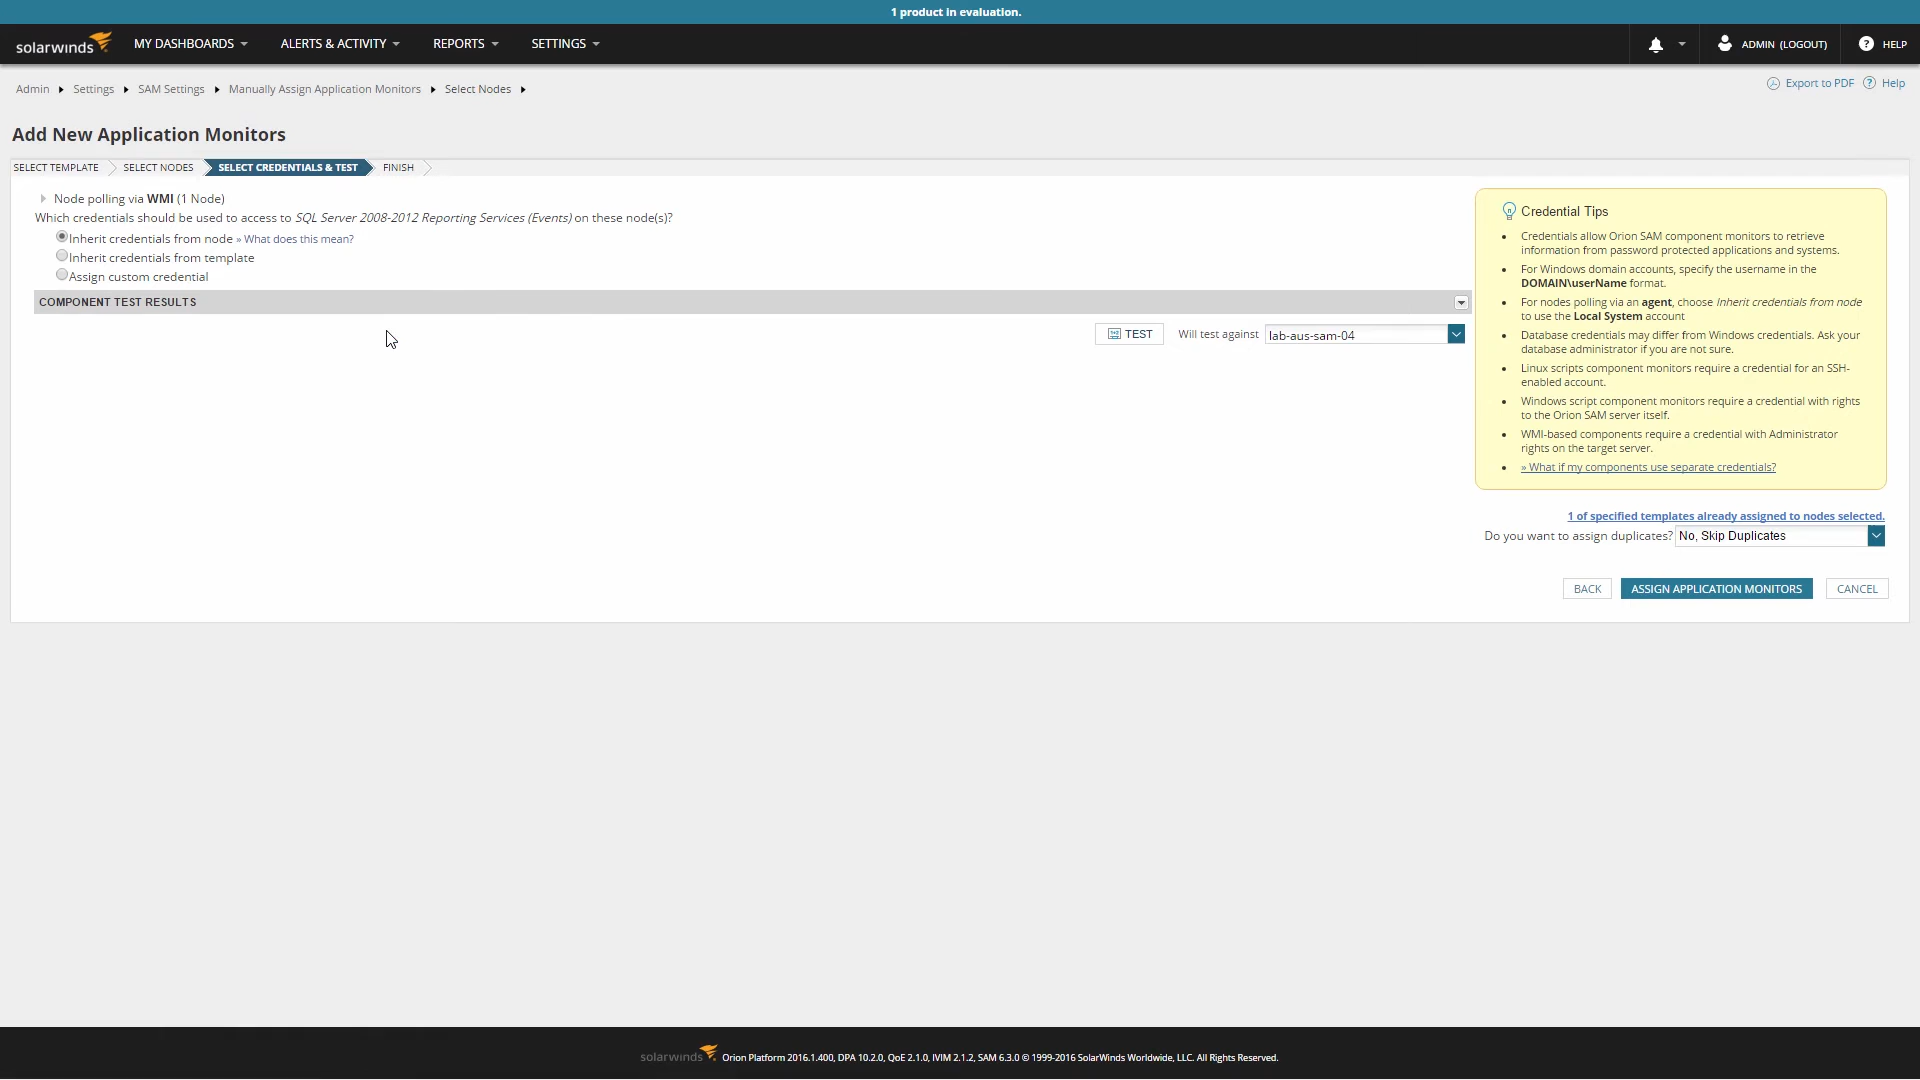 1 product in evaluation.
solarwinds MY DASHBOARDS ALERTS & ACTIVITY REPORTS SETTINGS ADMIN (LOGOUT) ? HELP
Admin Settings SAM Settings Manually Assign Application Monitors Select Nodes
Export to PDF ? Help
Add New Application Monitors
SELECT TEMPLATE SELECT NODES SELECT CREDENTIALS & TEST FINISH
Node polling via WMI (1 Node)
Which credentials should be used to access to SQL Server 2008-2012 Reporting Services (Events) on these node(s)?
Inherit credentials from node » What does this mean?
Inherit credentials from template
Assign custom credential
COMPONENT TEST RESULTS
TEST Will test against lab-aus-sam-04
Credential Tips
• Credentials allow Orion SAM component monitors to retrieve
information from password protected applications and systems.
• For Windows domain accounts, specify the username in the
DOMAIN\userName format.
• For nodes polling via an agent, choose Inherit credentials from node
to use the Local System account
• Database credentials may differ from Windows credentials. Ask your
database administrator if you are not sure.
• Linux scripts component monitors require a credential for an SSH-
enabled account.
• Windows script component monitors require a credential with rights
to the Orion SAM server itself.
• WMI-based components require a credential with Administrator
rights on the target server.
• » What if my components use separate credentials?
1 of specified templates already assigned to nodes selected.
Do you want to assign duplicates? No, Skip Duplicates
BACK ASSIGN APPLICATION MONITORS CANCEL
solarwinds Orion Platform 2016.1.400, DPA 10.2.0, QoE 2.1.0, IVIM 2.1.2, SAM 6.3.0 © 1999-2016 SolarWinds Worldwide, LLC. All Rights Reserved.